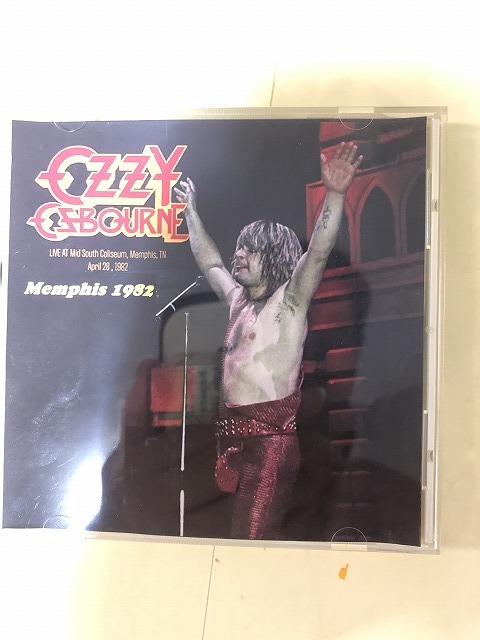 OZZY
OSBOURNE
LIVE AT Mid South Coliseum, Memphis, TN
April 28 , 1982
Memphis 1982